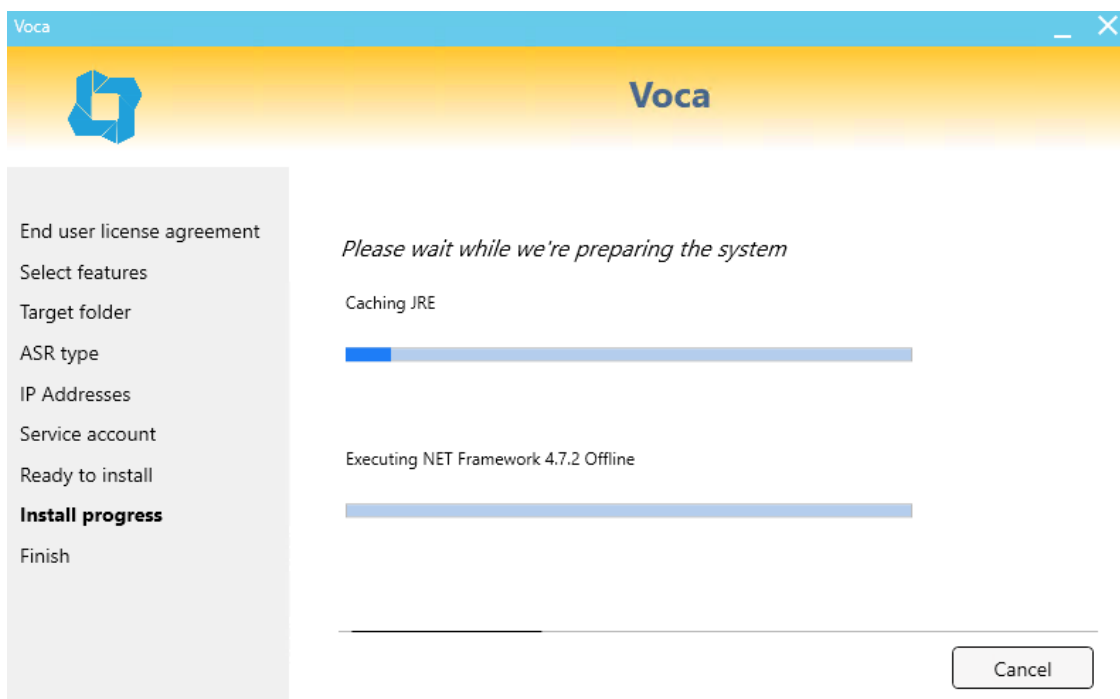 Voca
Voca
End user license agreement
Select features
Target folder
ASR type
IP Addresses
Service account
Ready to install
Install progress
Finish
Please wait while we're preparing the system
Caching JRE
Executing NET Framework 4.7.2 Offline
Cancel